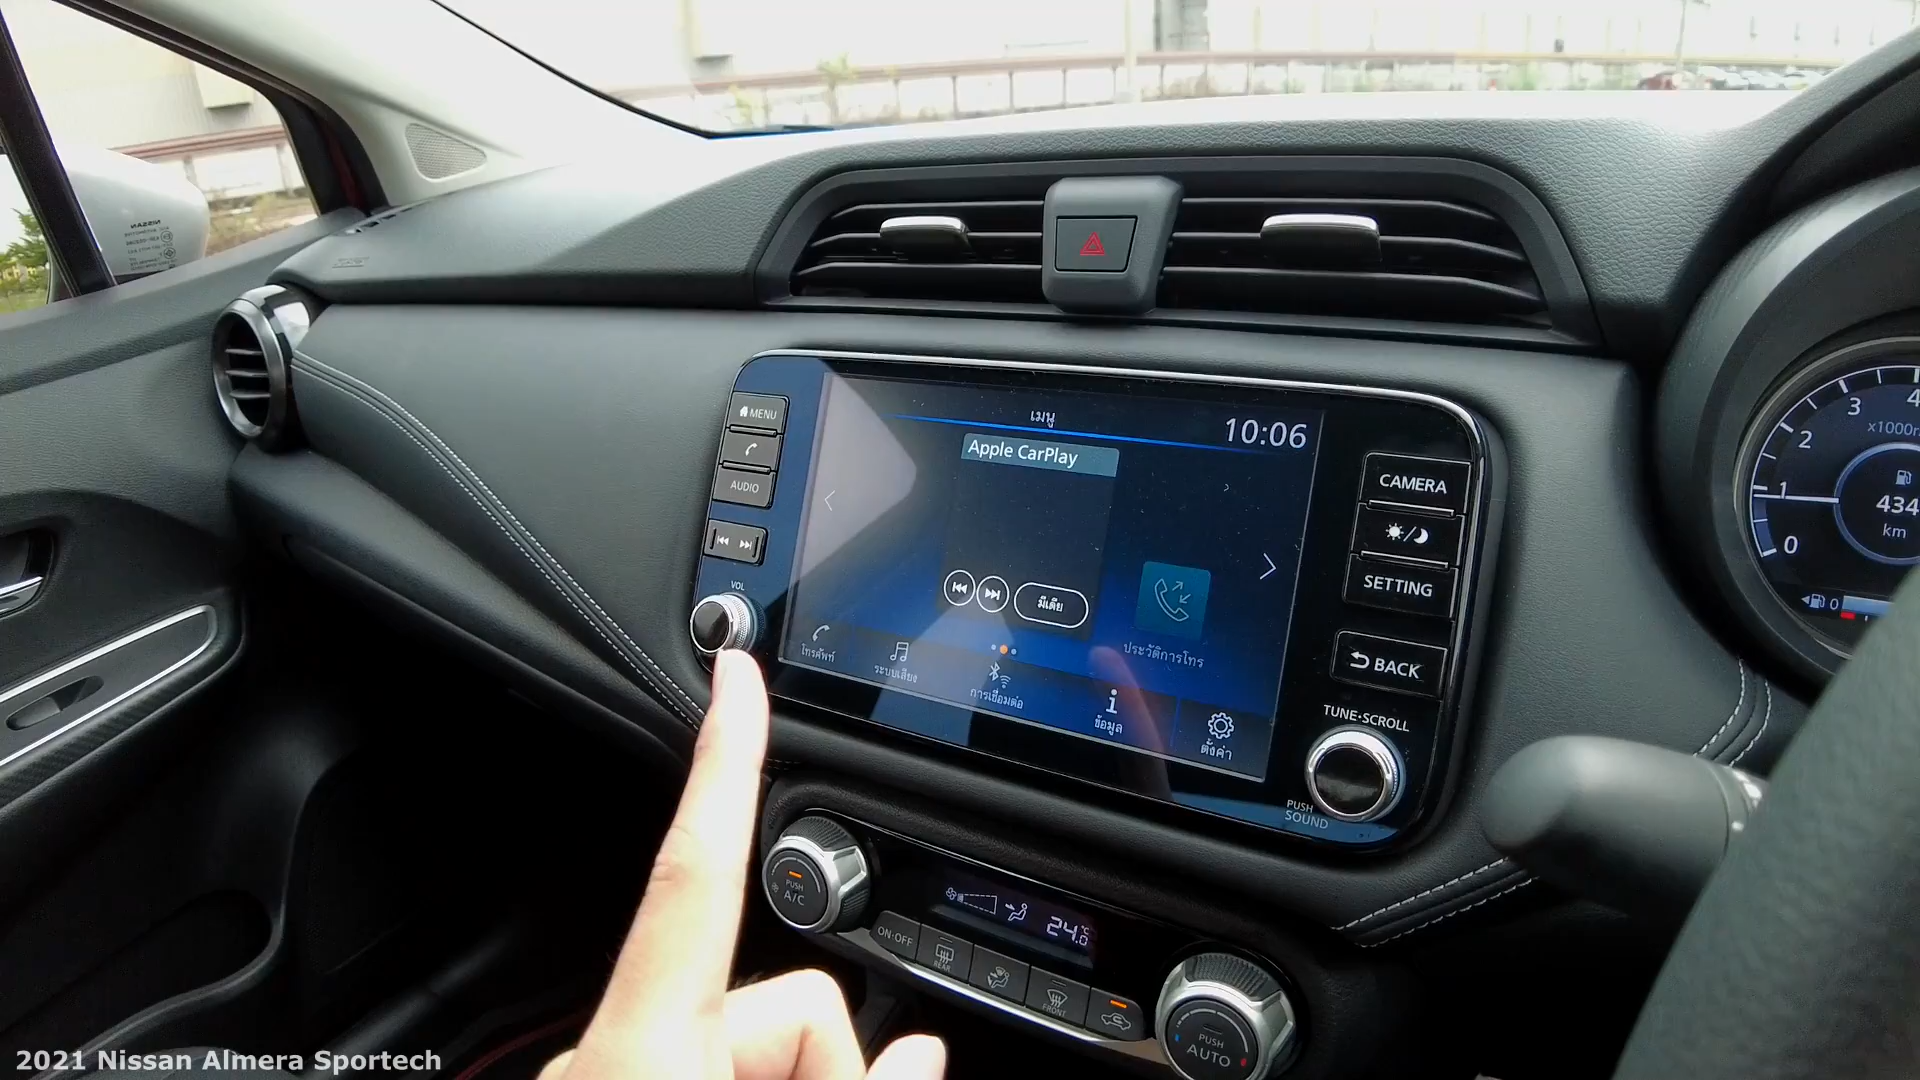 NISSAN
MENU
AUDIO
VOL
เมนู
10:06
Apple CarPlay
มีเดีย
ประวัติการโทร
โทรศัพท์
ระบบเสียง
การเชื่อมต่อ
ข้อมูล
ตั้งค่า
CAMERA
SETTING
BACK
TUNE·SCROLL
PUSH
SOUND
4
3
x1000r
2
1
434
km
0
0
PUSH
A/C
24.0
°C
ON·OFF
REAR
FRONT
PUSH
AUTO
2021 Nissan Almera Sportech